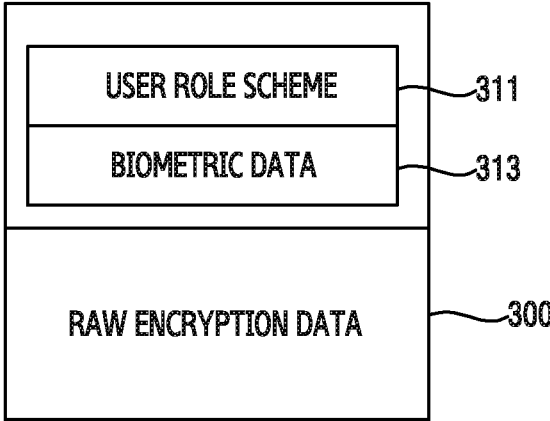 USER ROLE SCHEME
311
BIOMETRIC DATA
313
RAW ENCRYPTION DATA
300